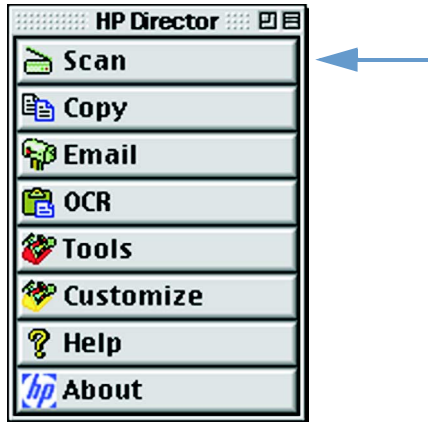 HP Director
Scan
Copy
Email
OCR
Tools
Customize
Help
hp About